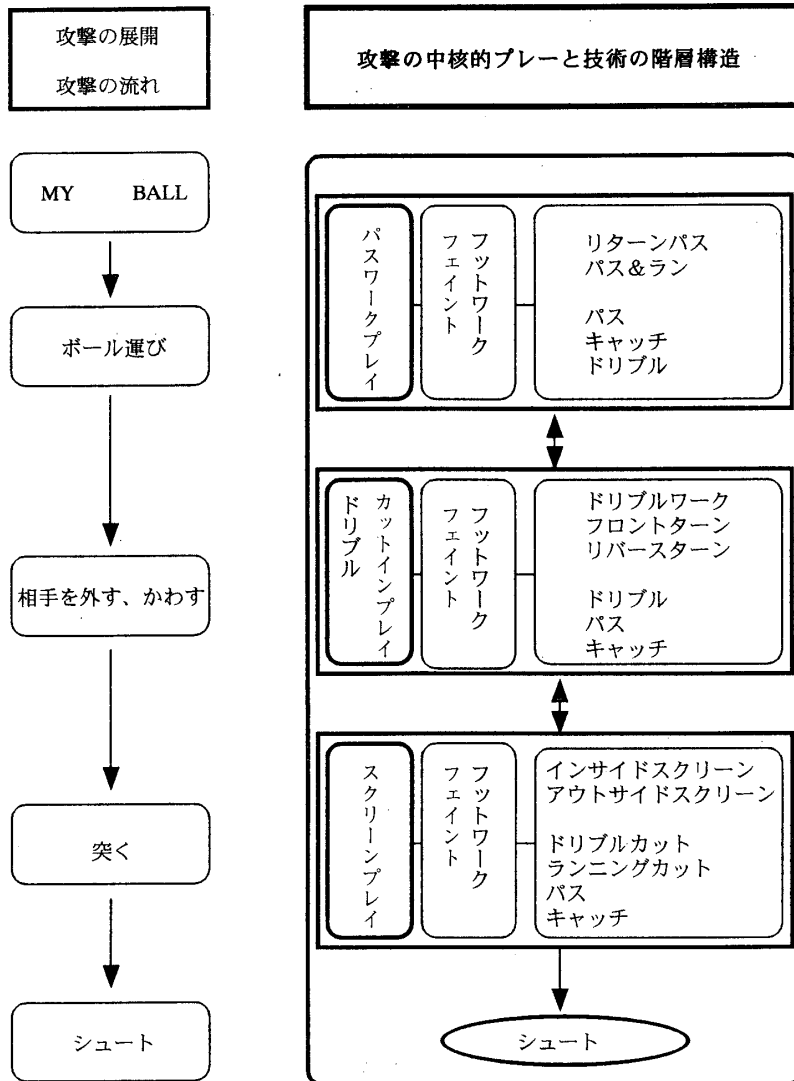 攻撃の展開
攻撃の流れ
攻撃の中核的プレーと技術の階層構造
MY BALL
ボール運び
相手を外す、かわす
突く
シュート
パスワークプレイ
フットワーク
フェイント
リターンパス
パス&ラン
パス
キャッチ
ドリブル
カットインプレイ
ドリブル
フットワーク
フェイント
ドリブルワーク
フロントターン
リバースターン
ドリブル
パス
キャッチ
スクリーンプレイ
フットワーク
フェイント
インサイドスクリーン
アウトサイドスクリーン
ドリブルカット
ランニングカット
パス
キャッチ
シュート